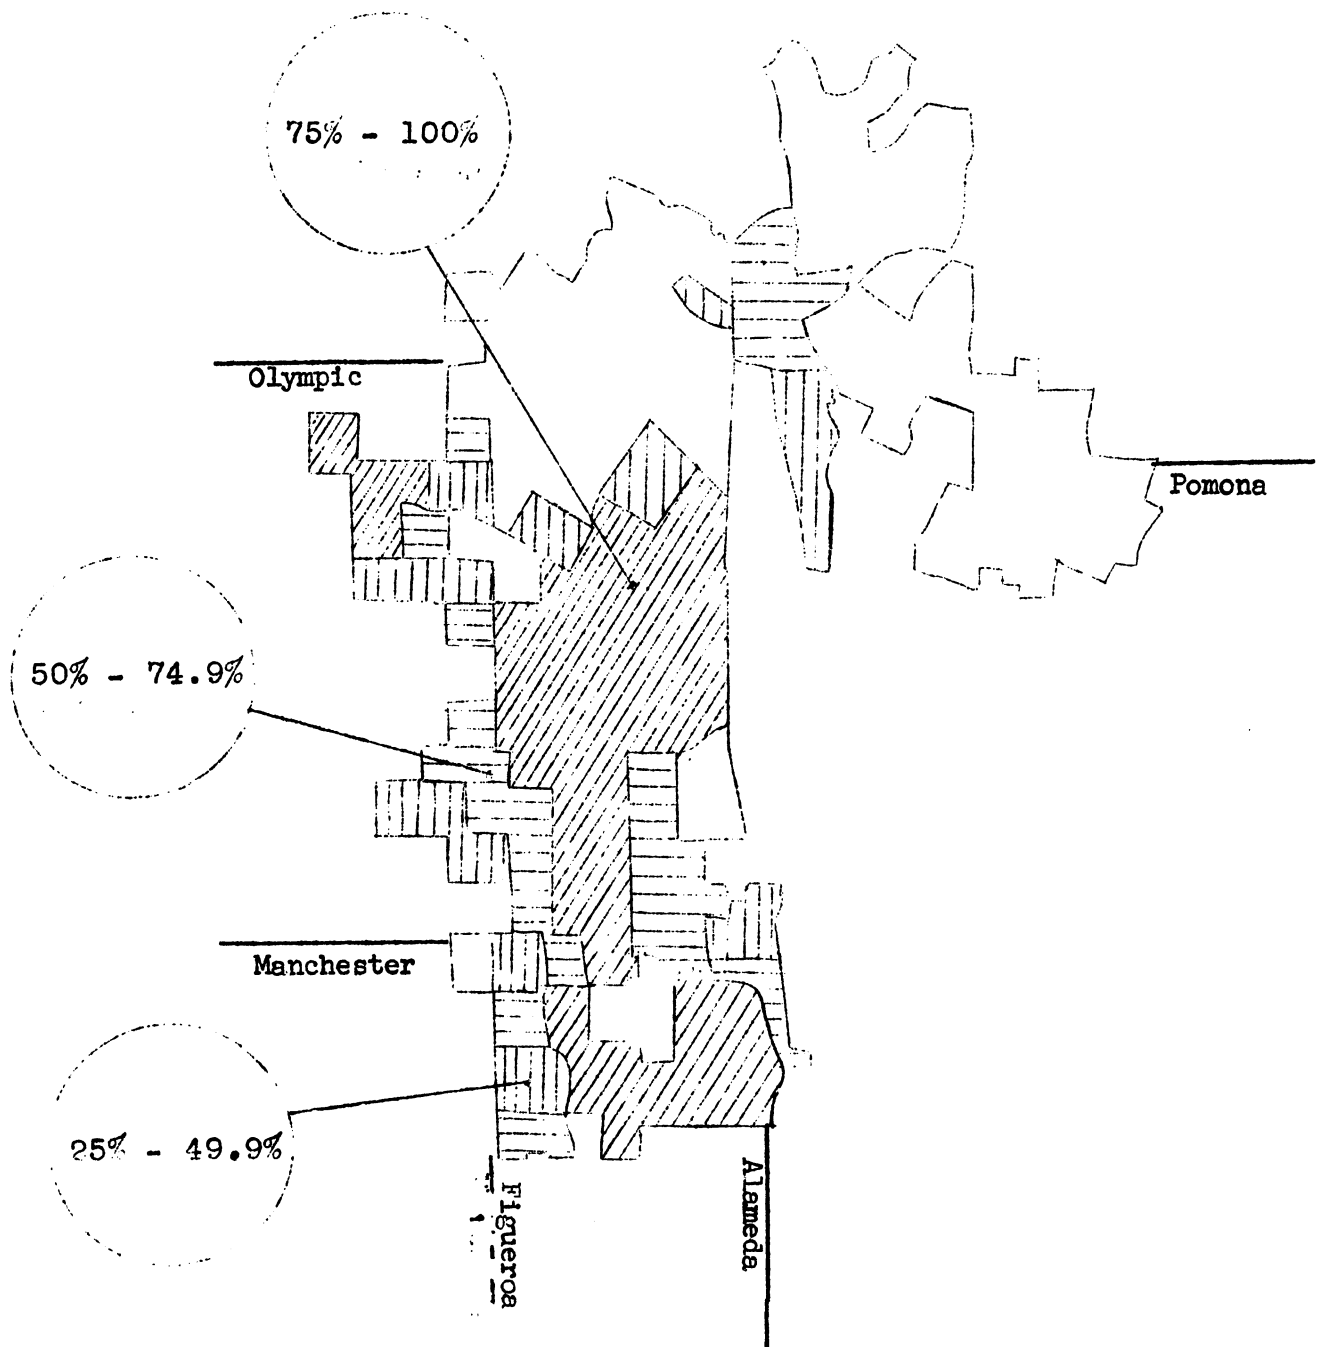 75% - 100%
Olympic
Pomona
50% - 74.9%
Manchester
25% - 49.9%
Figueroa
Alameda